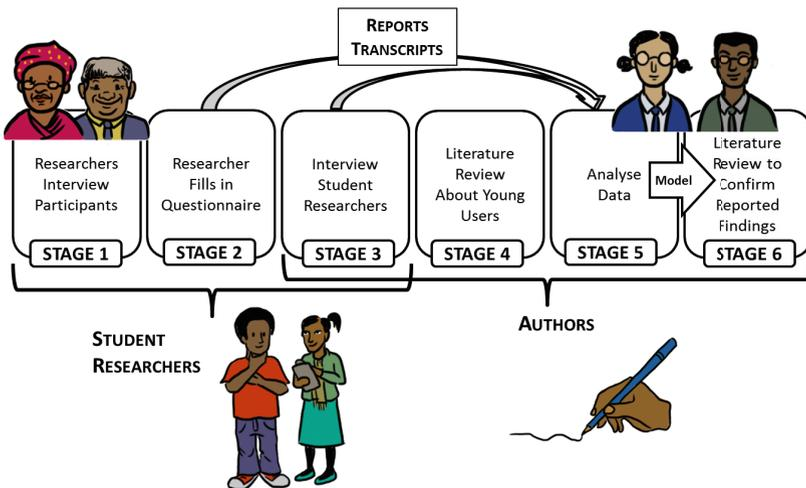 REPORTS
TRANSCRIPTS
Researchers
Interview
Participants
STAGE 1
Researcher
Fills in
Questionnaire
STAGE 2
Interview
Student
Researchers
STAGE 3
Literature
Review
About Young
Users
STAGE 4
Analyse
Data
STAGE 5
Model
Literature
Review to
Confirm
Reported
Findings
STAGE 6
STUDENT
RESEARCHERS
AUTHORS